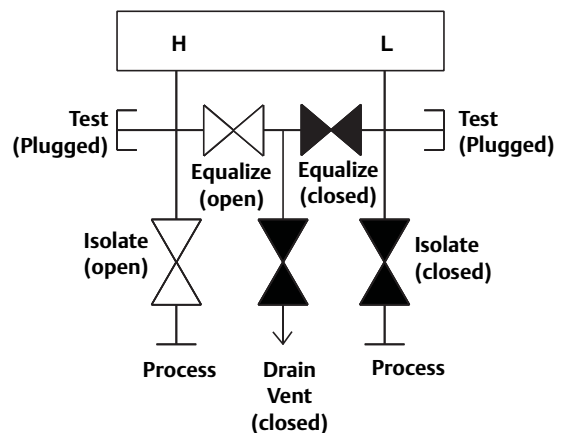 H
L
Test
(Plugged)
Test
(Plugged)
Equalize
(open)
Equalize
(closed)
Isolate
(open)
Isolate
(closed)
Process
Drain
Vent
(closed)
Process